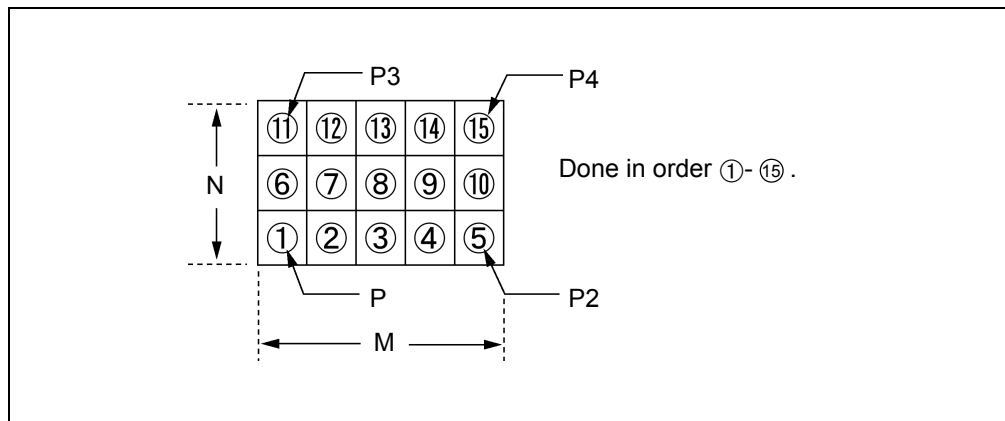 P3
P4
⑪ ⑫ ⑬ ⑭ ⑮
N ⑥ ⑦ ⑧ ⑨ ⑩ Done in order ①- ⑮ .
① ② ③ ④ ⑤
P P2
M